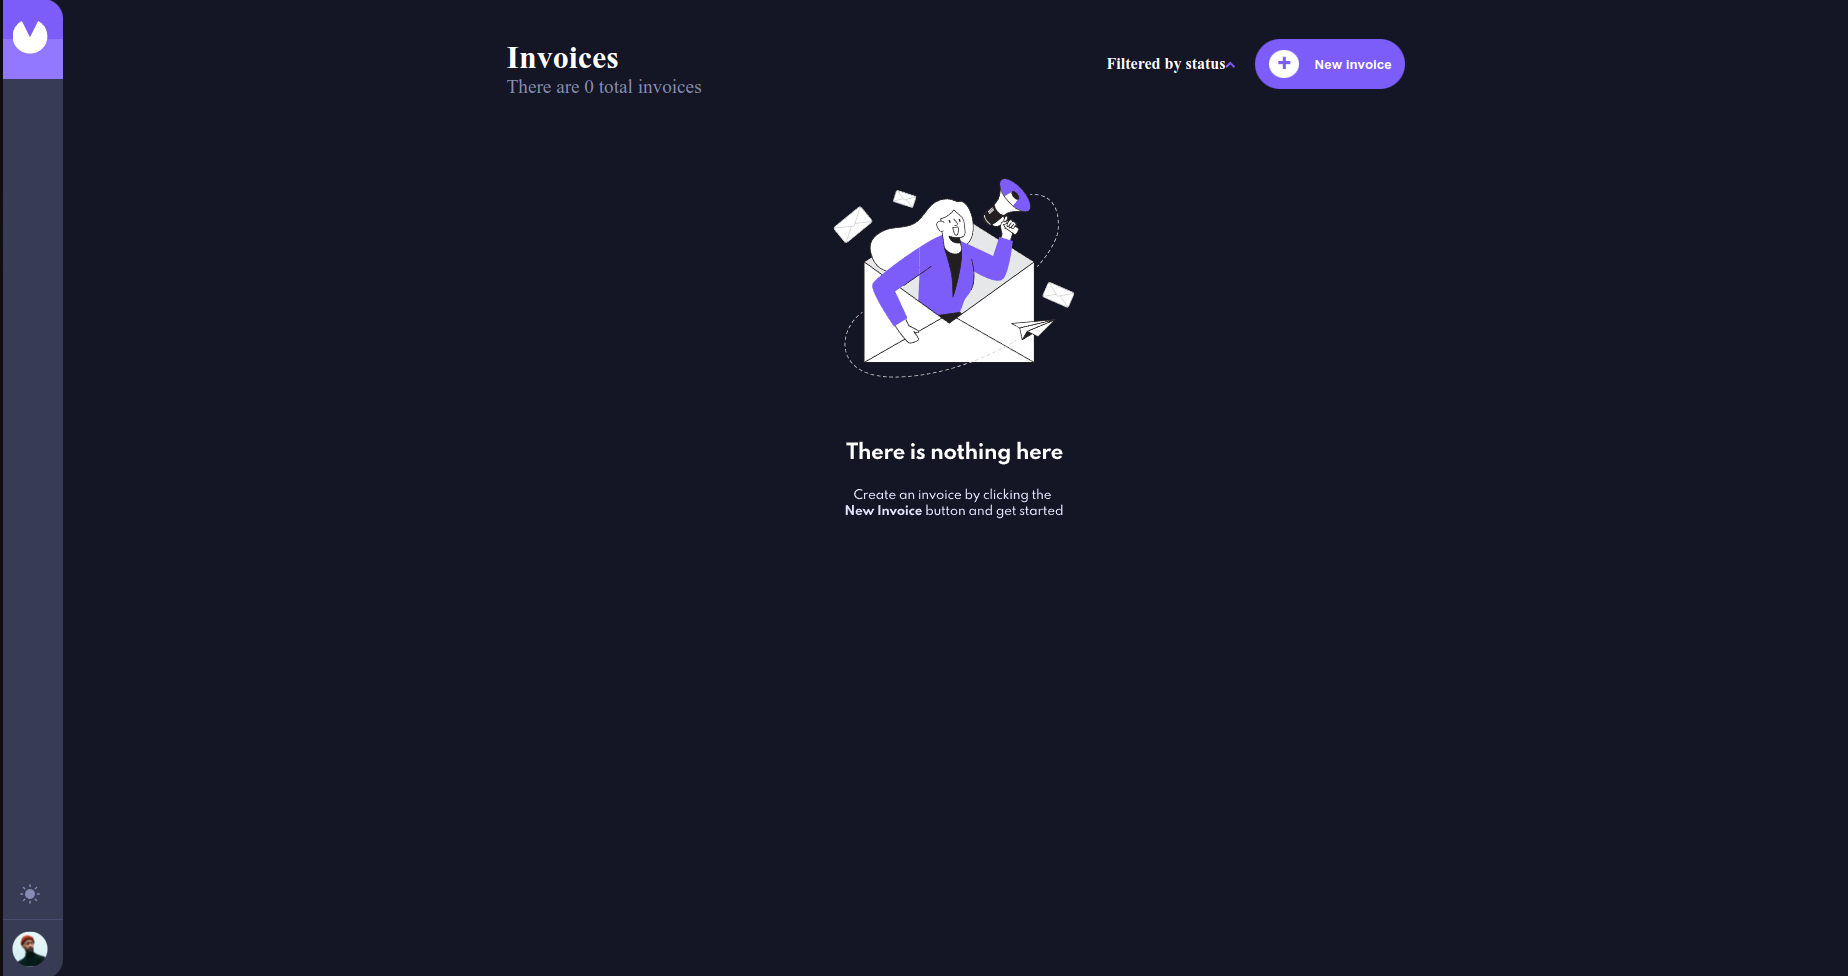 Invoices
There are 0 total invoices
Filtered by status
New invoice
There is nothing here
Create an invoice by clicking the
New Invoice button and get started